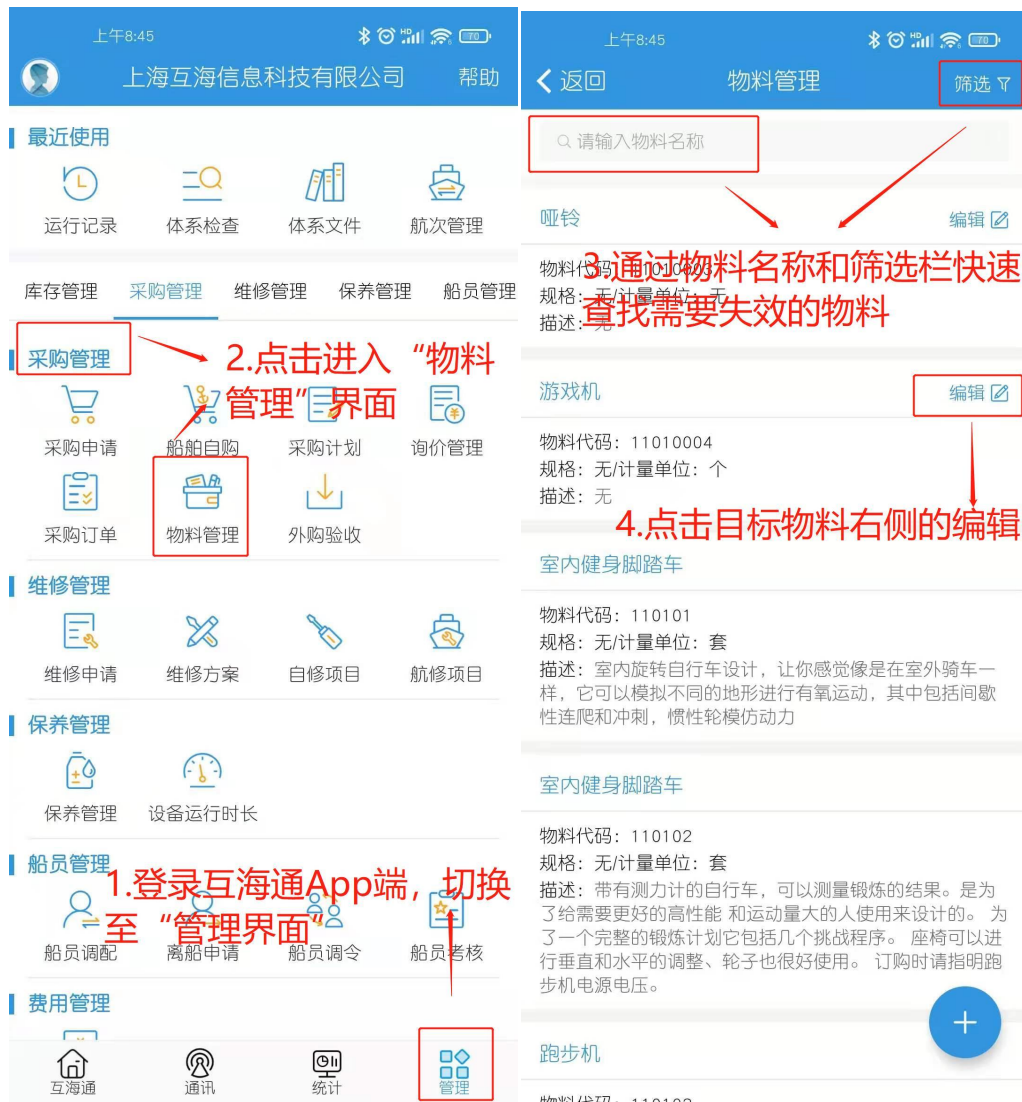 上午8:45
HD
70
上海互海信息科技有限公司
帮助
最近使用
运行记录
体系检查
体系文件
航次管理
库存管理
采购管理
维修管理
保养管理
船员管理
采购管理
2.点击进入“物料
管理”界面
采购申请
船舶自购
采购计划
询价管理
采购订单
物料管理
外购验收
维修管理
维修申请
维修方案
自修项目
航修项目
保养管理
保养管理
设备运行时长
船员管理
1.登录互海通App端，切换
至“管理界面”
船员调配
离船申请
船员调令
船员考核
费用管理
互海通
通讯
统计
管理
上午8:45
HD
70
返回
物料管理
筛选
请输入物料名称
哑铃
编辑
物料代码：11010003
规格：无/计量单位：无
描述：无
3.通过物料名称和筛选栏快速
查找需要失效的物料
游戏机
编辑
物料代码：11010004
规格：无/计量单位：个
描述：无
4.点击目标物料右侧的编辑
室内健身脚踏车
物料代码：110101
规格：无/计量单位：套
描述：室内旋转自行车设计，让你感觉像是在室外骑车一
样，它可以模拟不同的地形进行有氧运动，其中包括间歇
性连爬和冲刺，惯性轮模仿动力
室内健身脚踏车
物料代码：110102
规格：无/计量单位：套
描述：带有测力计的自行车，可以测量锻炼的结果。是为
了给需要更好的高性能 和运动量大的人使用来设计的。 为
了一个完整的锻炼计划它包括几个挑战程序。 座椅可以进
行垂直和水平的调整、轮子也很好使用。 订购时请指明跑
步机电源电压。
跑步机
物料代码：110103